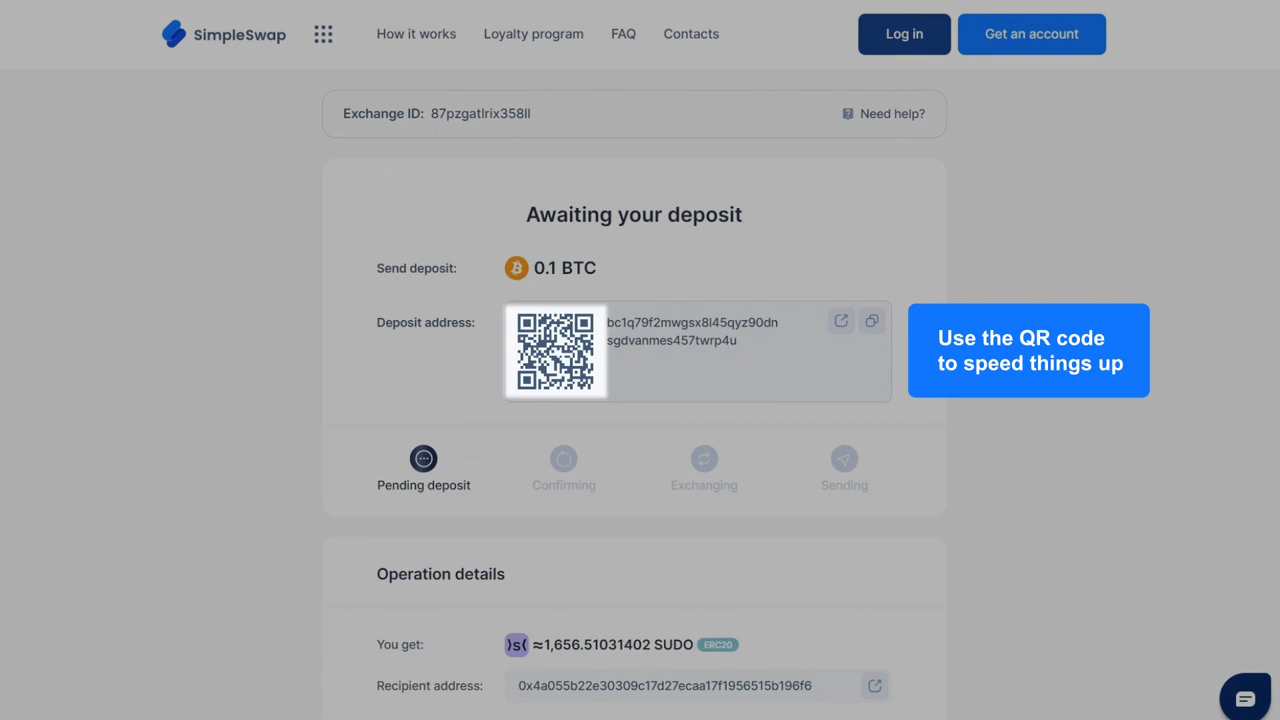 SimpleSwap
How it works
Loyalty program
FAQ
Contacts
Log in
Get an account
Exchange ID: 87pzgatlrix358ll
Need help?
Awaiting your deposit
Send deposit:
0.1 BTC
Deposit address:
bc1q79f2mwgsx8l45qyz90dn
sgdvanmes457twrp4u
Use the QR code
to speed things up
Pending deposit
Confirming
Exchanging
Sending
Operation details
You get:
≈1,656.51031402 SUDO ERC20
Recipient address:
0x4a055b22e30309c17d27ecaa17f1956515b196f6